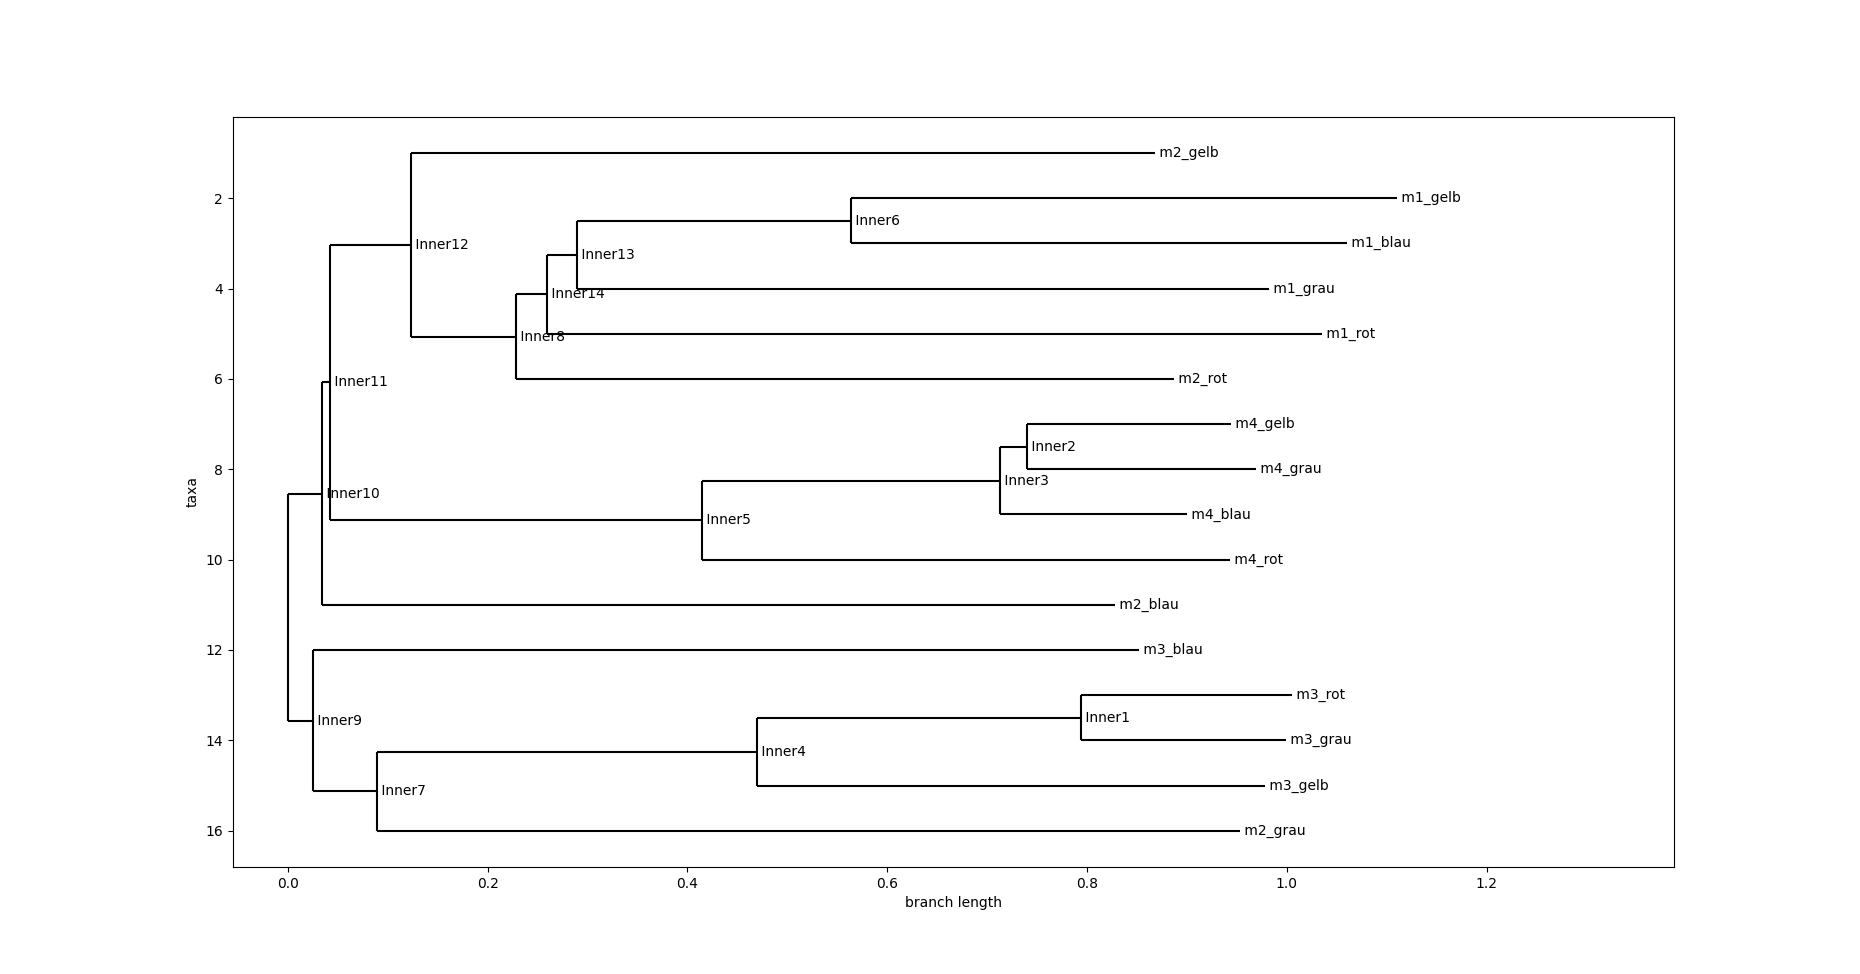 m2_gelb
2
m1_gelb
Inner6
m1_blau
Inner12
Inner13
4
m1_grau
Inner14
m1_rot
Inner8
6
m2_rot
Inner11
m4_gelb
Inner2
8
m4_grau
Inner3
taxa
Inner10
m4_blau
Inner5
10
m4_rot
m2_blau
12
m3_blau
m3_rot
Inner1
Inner9
14
m3_grau
Inner4
m3_gelb
Inner7
16
m2_grau
0.0 0.2 0.4 0.6 0.8 1.0 1.2
branch length